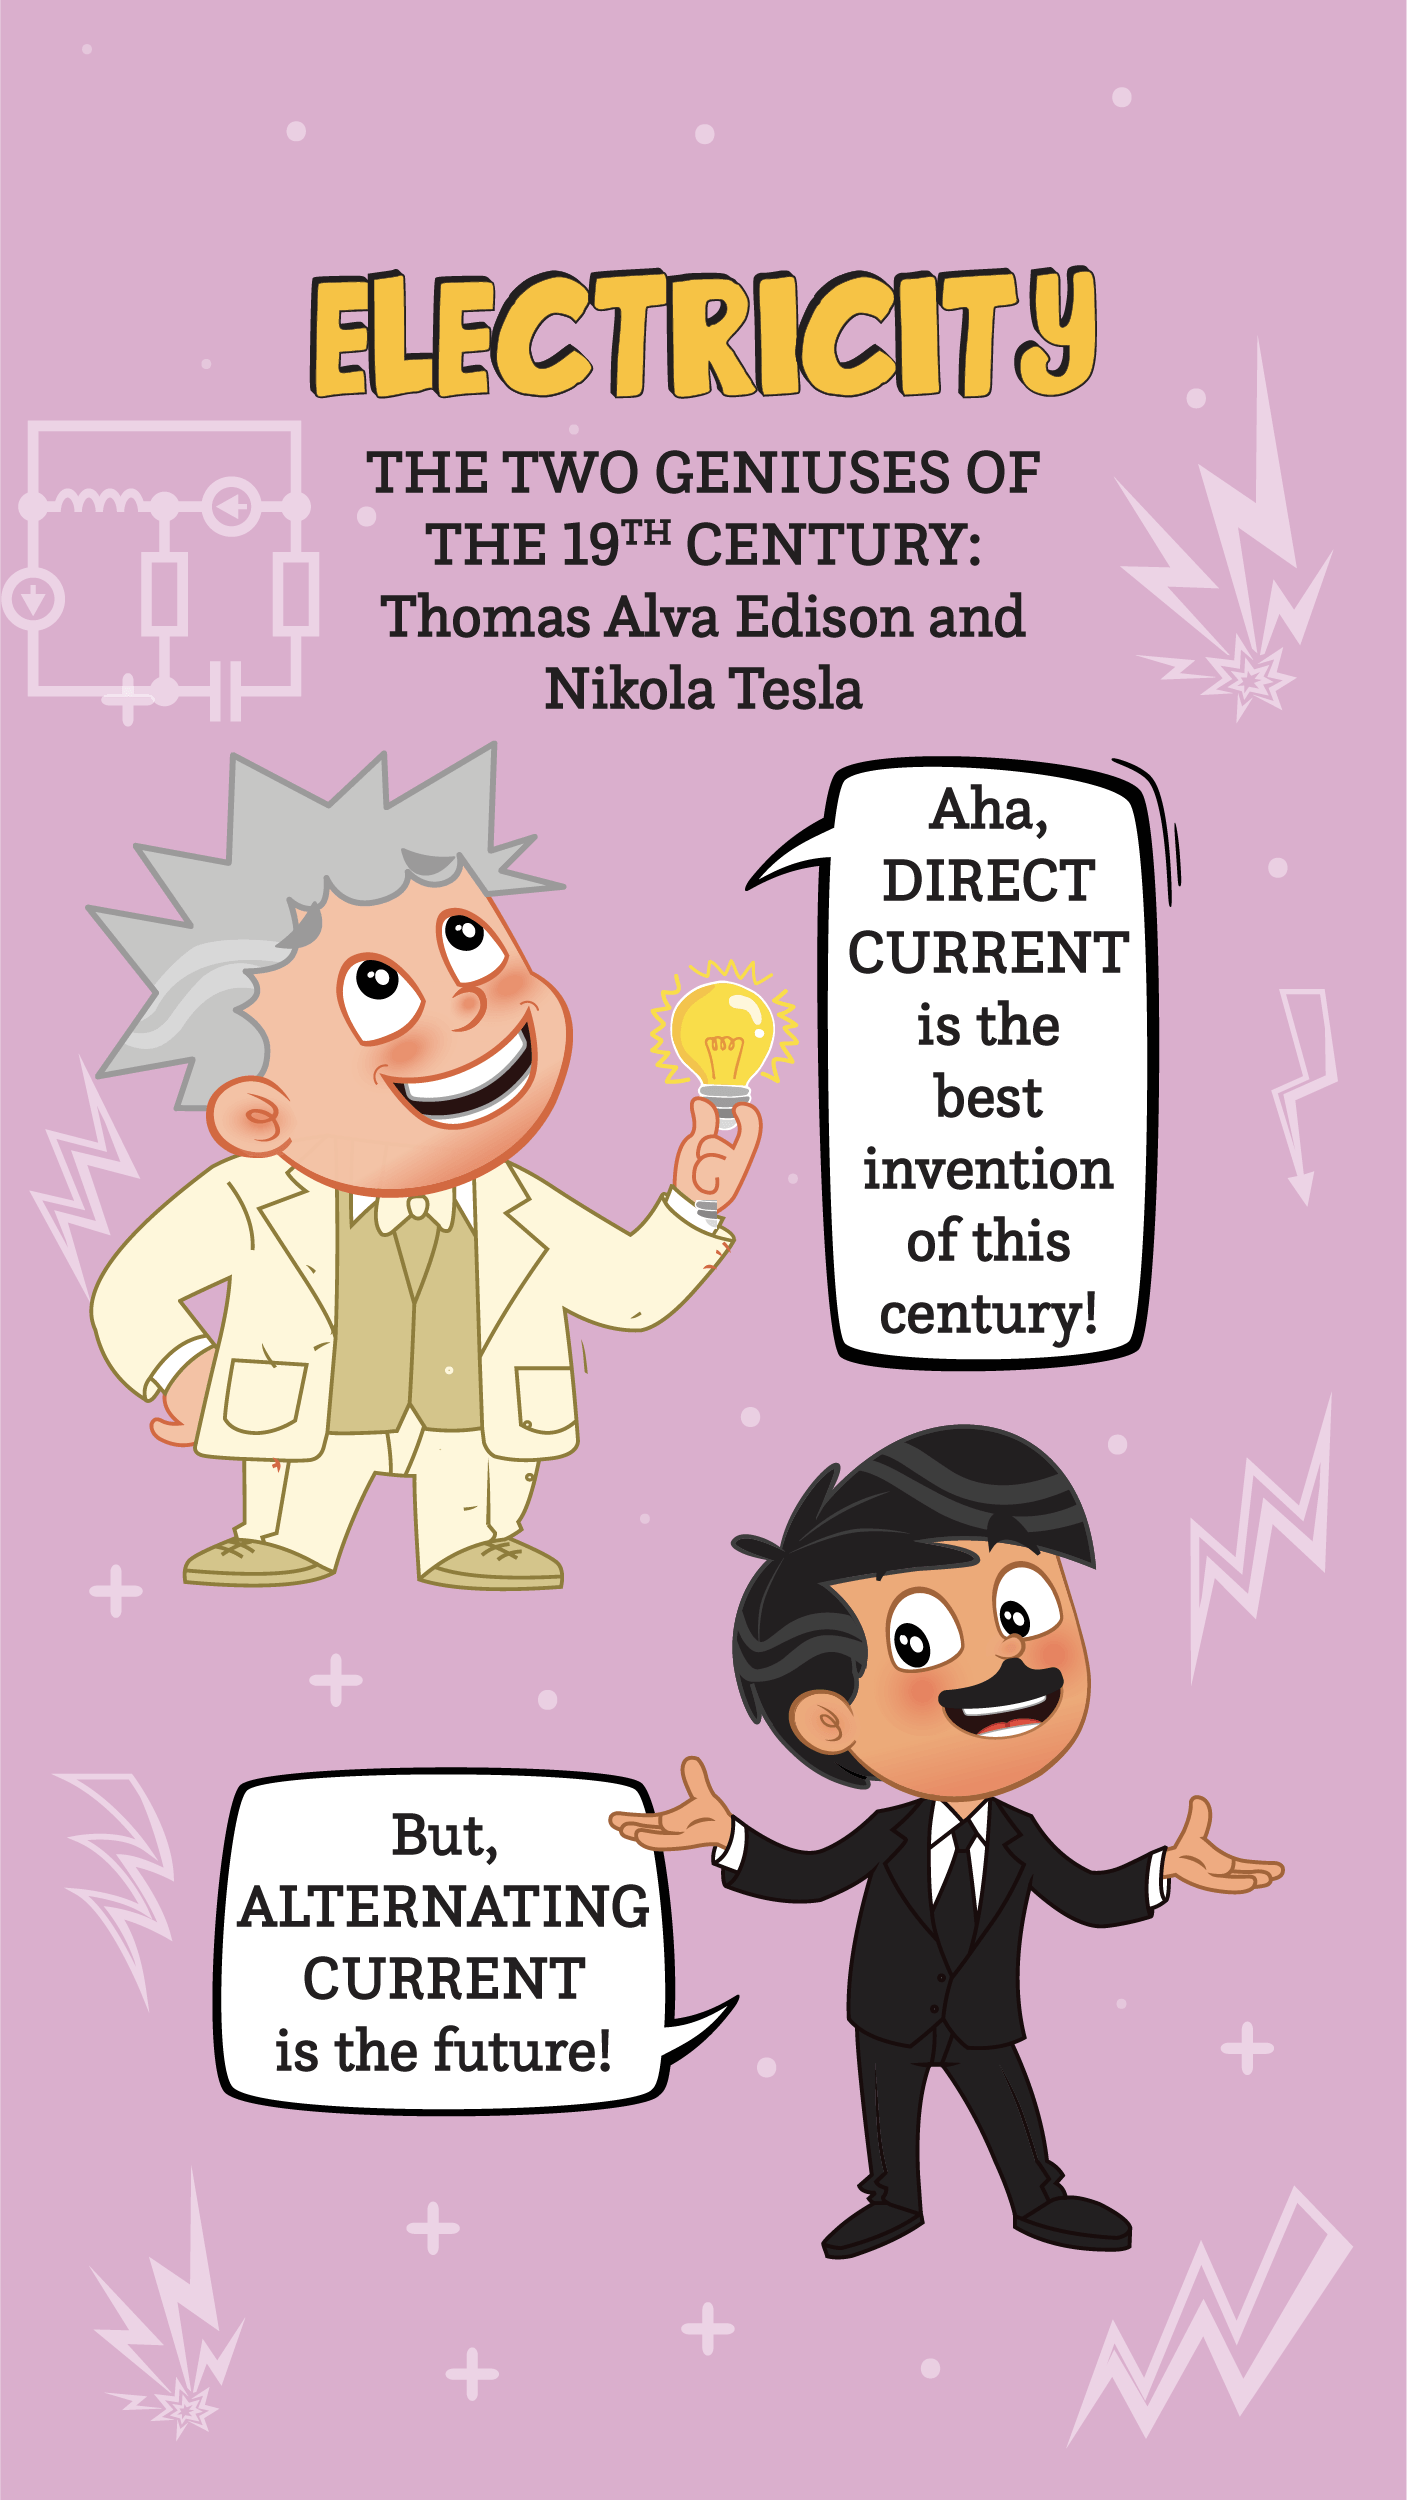 ELECTRICITY
THE TWO GENIUSES OF
THE 19TH CENTURY:
Thomas Alva Edison and
Nikola Tesla
Aha,
DIRECT
CURRENT
is the
best
invention
of this
century!
But,
ALTERNATING
CURRENT
is the future!